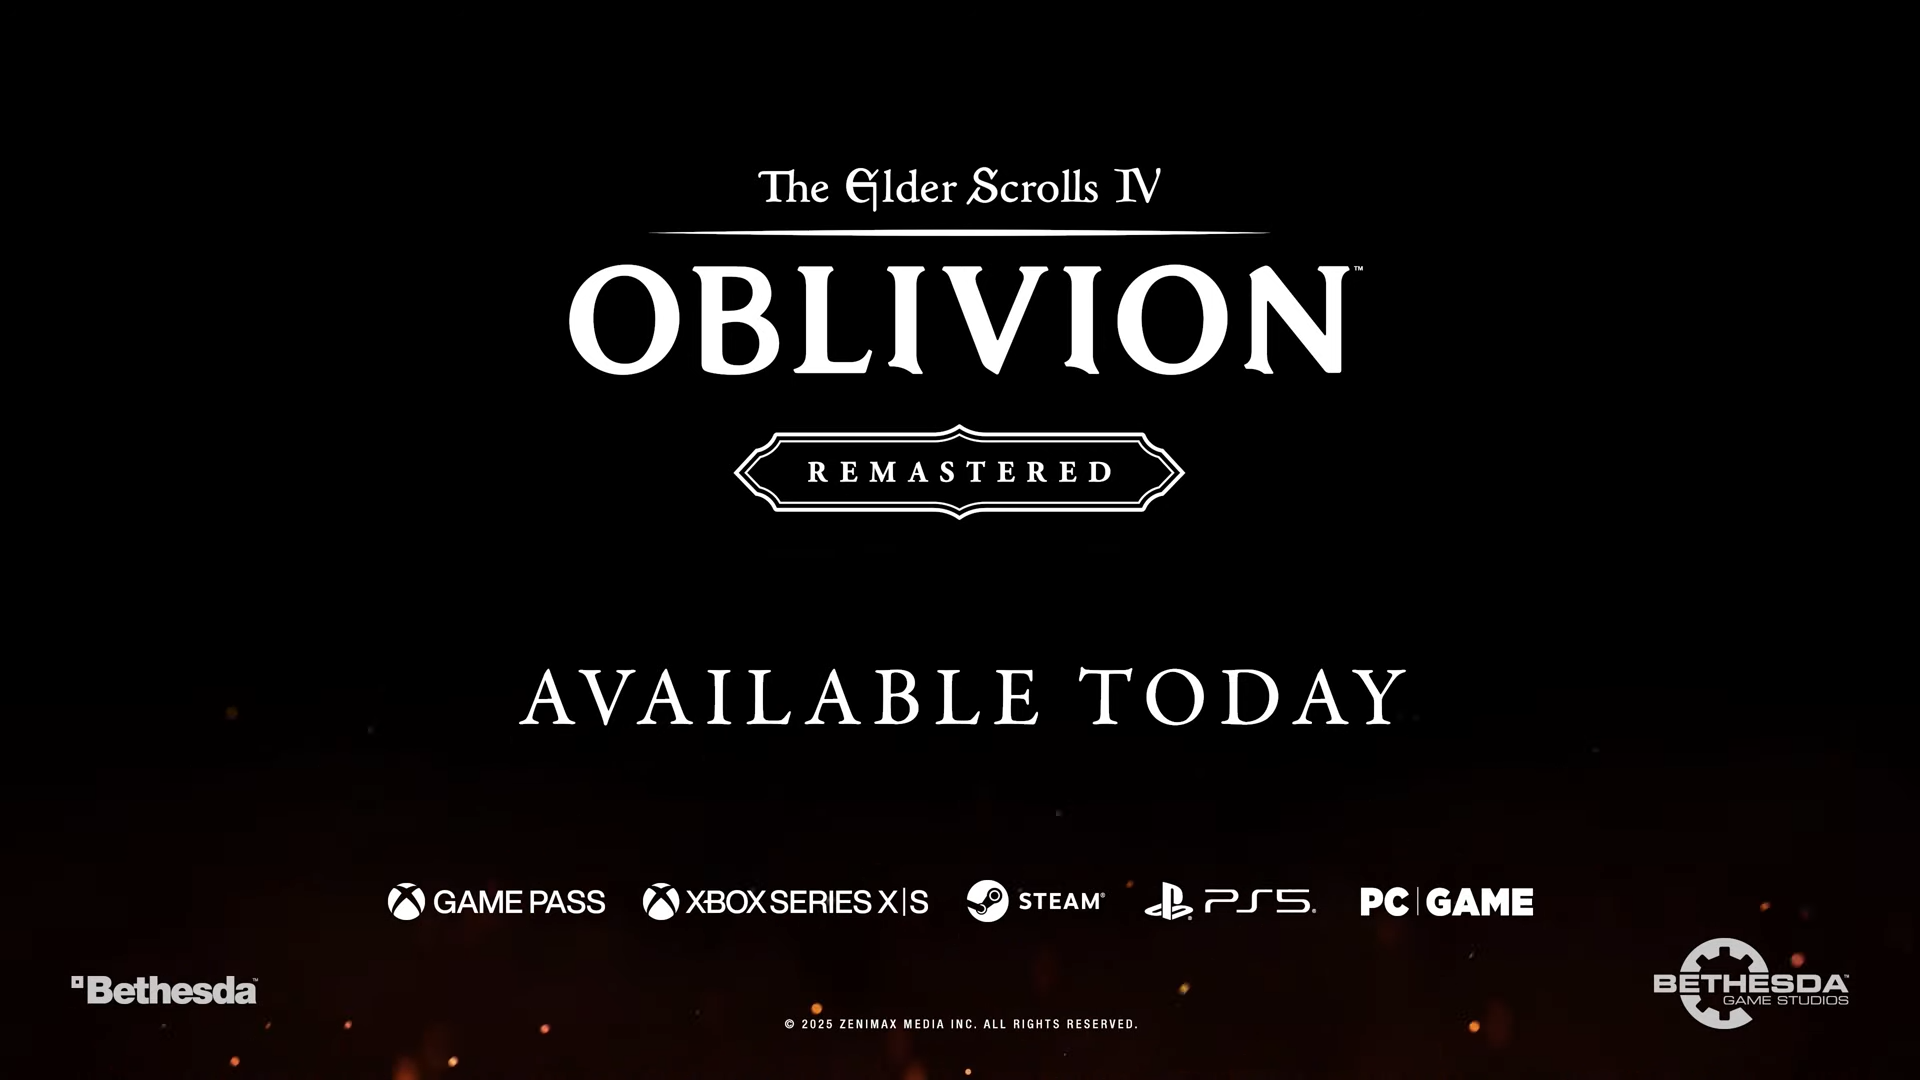 The Elder Scrolls IV
OBLIVION™
REMASTERED
AVAILABLE TODAY
GAME PASS XBOX SERIES X|S STEAM® PS5® PC | GAME
Bethesda™
BETHESDA™
GAME STUDIOS
© 2025 ZENIMAX MEDIA INC. ALL RIGHTS RESERVED.